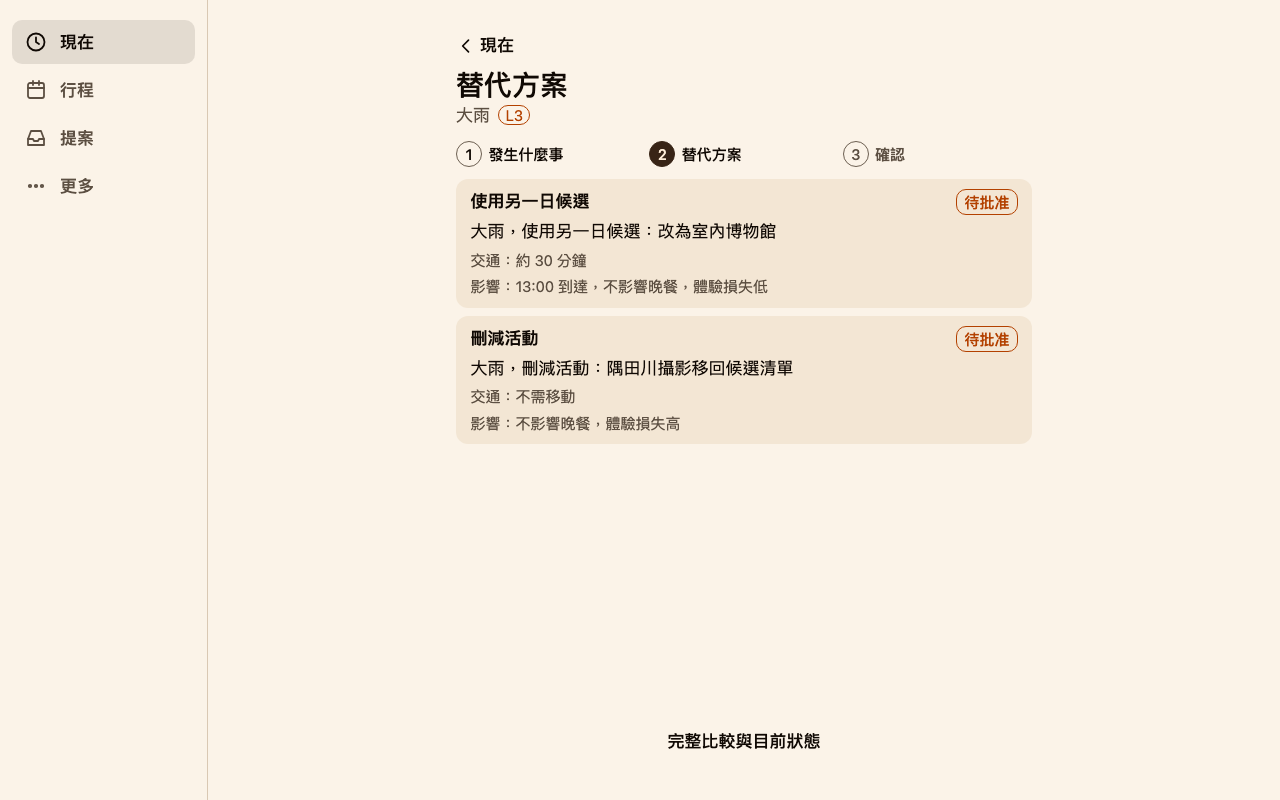 現在
行程
提案
更多
現在
替代方案
大雨 L3
1 發生什麼事 2 替代方案 3 確認
使用另一日候選 待批准
大雨，使用另一日候選：改為室內博物館
交通：約 30 分鐘
影響：13:00 到達，不影響晚餐，體驗損失低
刪減活動 待批准
大雨，刪減活動：隅田川攝影移回候選清單
交通：不需移動
影響：不影響晚餐，體驗損失高
完整比較與目前狀態